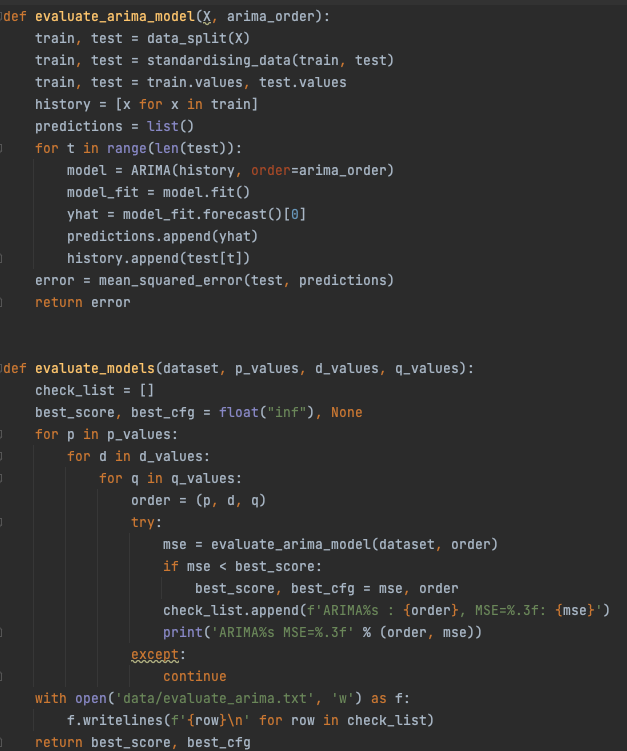 def evaluate_arima_model(X, arima_order):
    train, test = data_split(X)
    train, test = standardising_data(train, test)
    train, test = train.values, test.values
    history = [x for x in train]
    predictions = list()
    for t in range(len(test)):
        model = ARIMA(history, order=arima_order)
        model_fit = model.fit()
        yhat = model_fit.forecast()[0]
        predictions.append(yhat)
        history.append(test[t])
    error = mean_squared_error(test, predictions)
    return error
def evaluate_models(dataset, p_values, d_values, q_values):
    check_list = []
    best_score, best_cfg = float("inf"), None
    for p in p_values:
        for d in d_values:
            for q in q_values:
                order = (p, d, q)
                try:
                    mse = evaluate_arima_model(dataset, order)
                    if mse < best_score:
                        best_score, best_cfg = mse, order
                    check_list.append(f'ARIMA%s : {order}, MSE=%.3f: {mse}')
                    print('ARIMA%s MSE=%.3f' % (order, mse))
                except:
                    continue
    with open('data/evaluate_arima.txt', 'w') as f:
        f.writelines(f'{row}\n' for row in check_list)
    return best_score, best_cfg